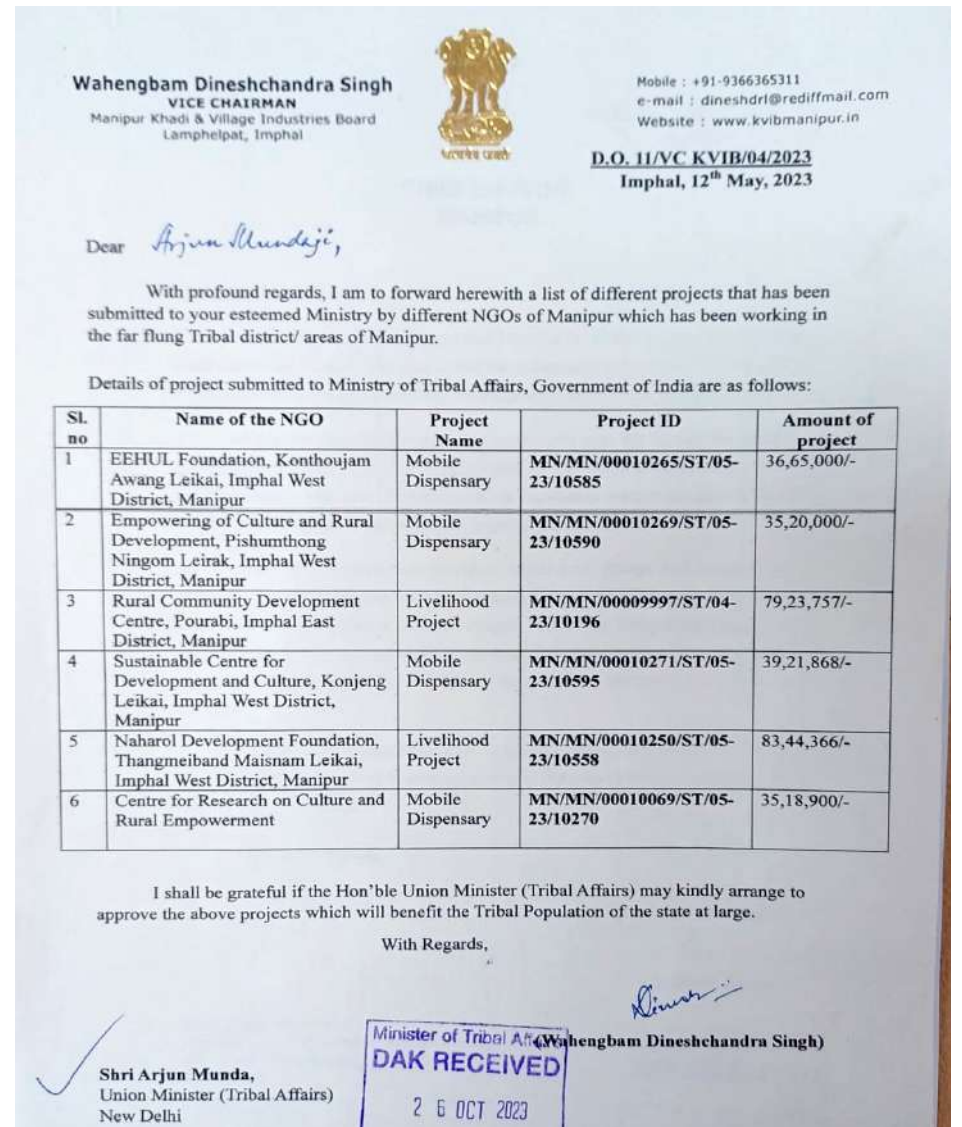 Wahengbam Dineshchandra Singh
VICE CHAIRMAN
Manipur Khadi & Village Industries Board
Lamphelpat, Imphal
सत्यमेव जयते
Mobile : +91-9366365311
e-mail : dineshdrl@rediffmail.com
Website : www.kvibmanipur.in
D.O. 11/VC KVIB/04/2023
Imphal, 12th May, 2023
Dear Arjun Mundaji,
With profound regards, I am to forward herewith a list of different projects that has been
submitted to your esteemed Ministry by different NGOs of Manipur which has been working in
the far flung Tribal district/ areas of Manipur.
Details of project submitted to Ministry of Tribal Affairs, Government of India are as follows:
Sl. no Name of the NGO Project Name Project ID Amount of project
1 EEHUL Foundation, Konthoujam Mobile MN/MN/00010265/ST/05- 36,65,000/-
Awang Leikai, Imphal West Dispensary 23/10585
District, Manipur
2 Empowering of Culture and Rural Mobile MN/MN/00010269/ST/05- 35,20,000/-
Development, Pishumthong Dispensary 23/10590
Ningom Leirak, Imphal West
District, Manipur
3 Rural Community Development Livelihood MN/MN/00009997/ST/04- 79,23,757/-
Centre, Pourabi, Imphal East Project 23/10196
District, Manipur
4 Sustainable Centre for Mobile MN/MN/00010271/ST/05- 39,21,868/-
Development and Culture, Konjeng Dispensary 23/10595
Leikai, Imphal West District,
Manipur
5 Naharol Development Foundation, Livelihood MN/MN/00010250/ST/05- 83,44,366/-
Thangmeiband Maisnam Leikai, Project 23/10558
Imphal West District, Manipur
6 Centre for Research on Culture and Mobile MN/MN/00010069/ST/05- 35,18,900/-
Rural Empowerment Dispensary 23/10270
I shall be grateful if the Hon'ble Union Minister (Tribal Affairs) may kindly arrange to
approve the above projects which will benefit the Tribal Population of the state at large.
With Regards,
Dinesh
(Wahengbam Dineshchandra Singh)
Minister of Tribal
DAK RECEIVED
26 OCT 2023
Shri Arjun Munda,
Union Minister (Tribal Affairs)
New Delhi